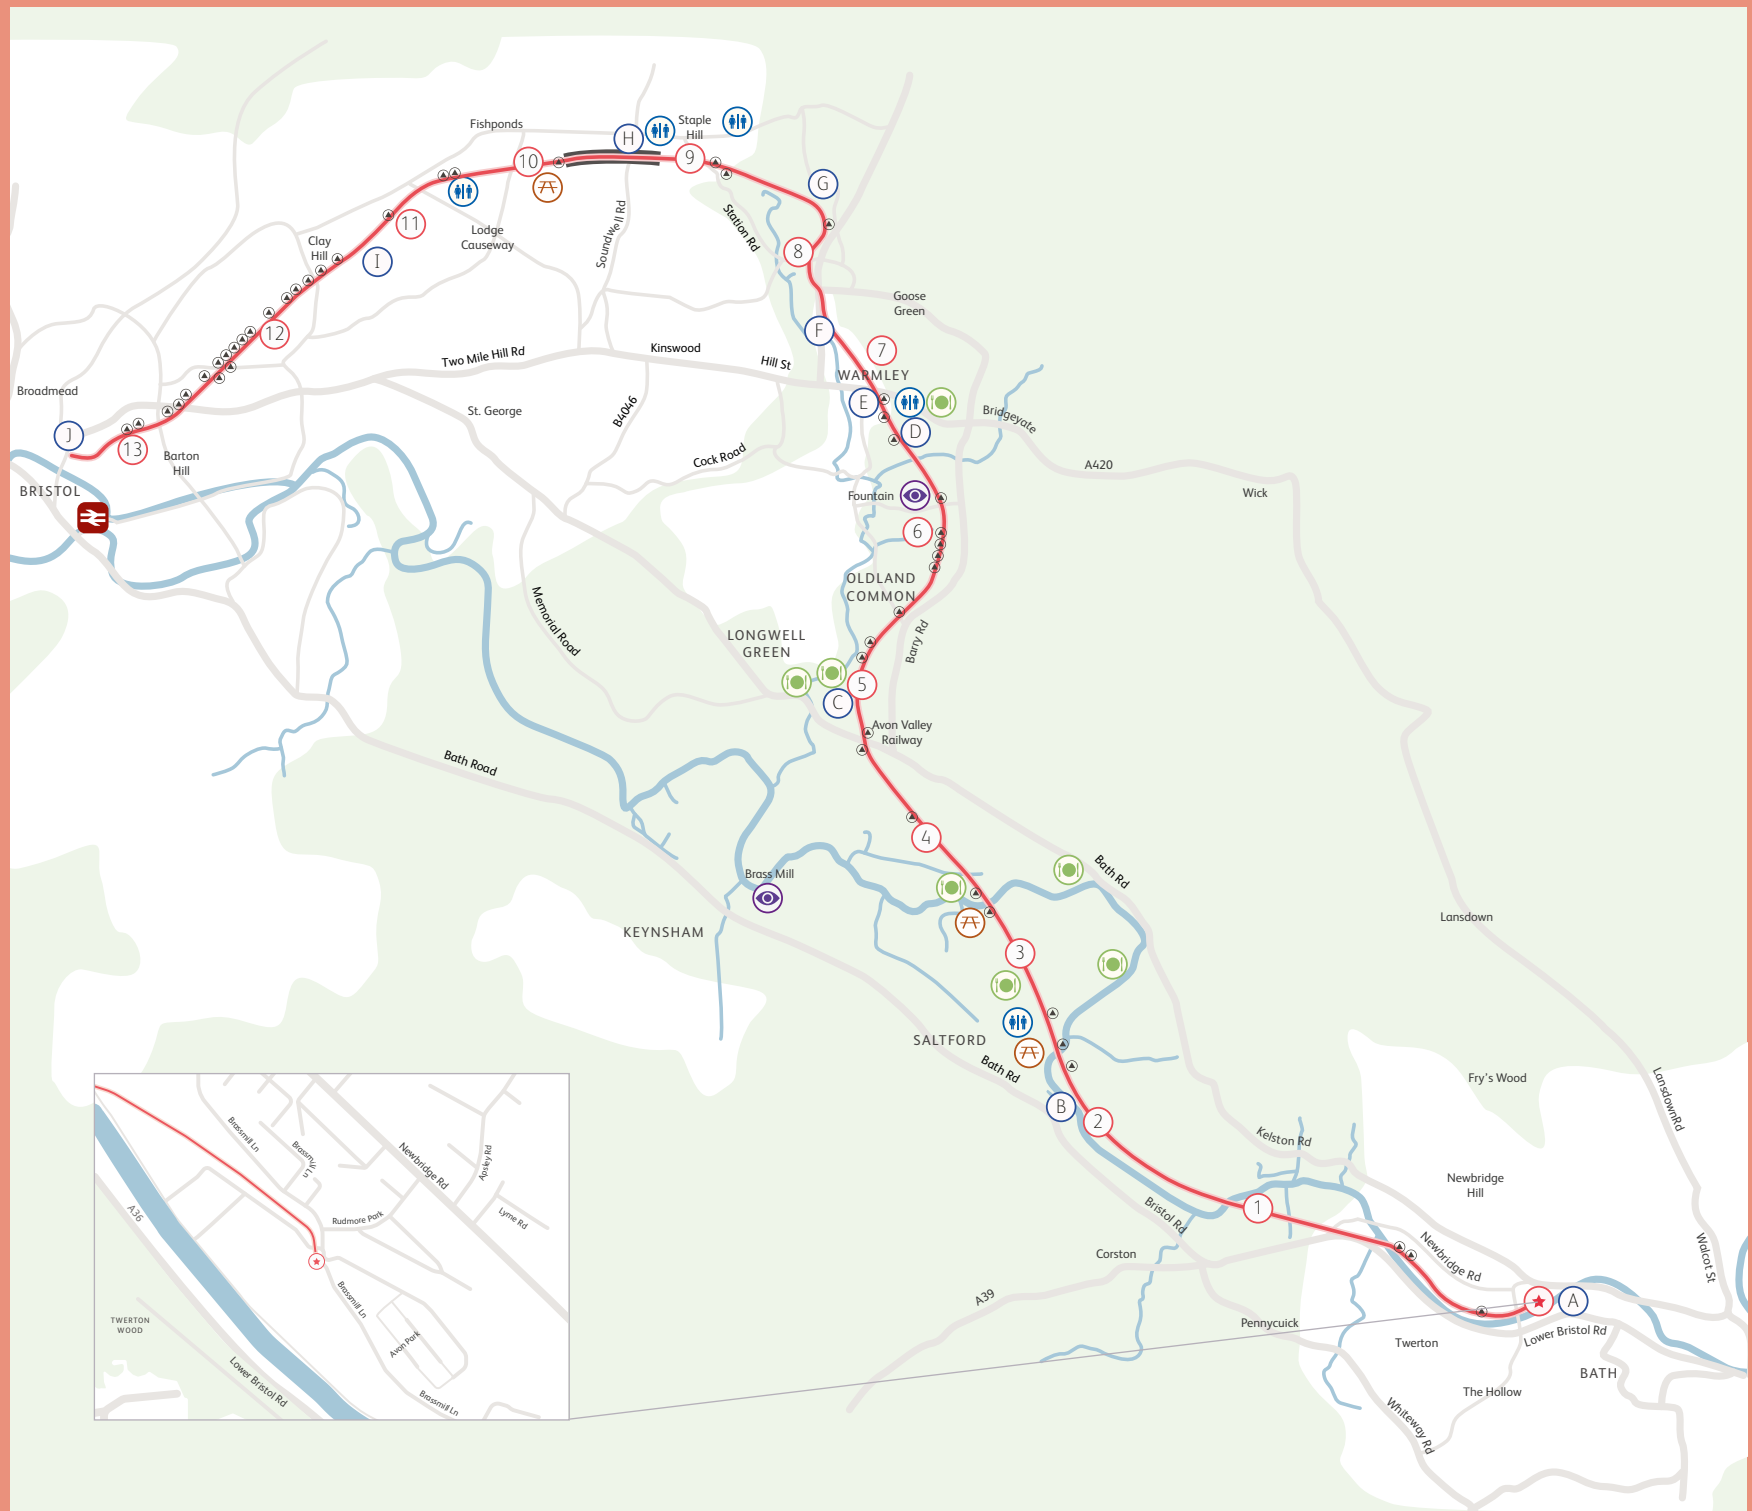 Fishponds
H
Staple
Hill
10
9
G
11
Lodge
Causeway
Soundwell Rd
Station Rd
Clay
Hill
I
8
Goose
Green
12
F
7
Two Mile Hill Rd
Kinswood
Hill St
WARMLEY
Broadmead
St. George
B4046
E
D
Bridgeyate
J
13
Barton
Hill
Cock Road
A420
Wick
BRISTOL
Fountain
6
OLDLAND
COMMON
Memorial Road
LONGWELL
GREEN
Barry Rd
5
C
Avon Valley
Railway
Bath Road
4
Bath Rd
Brass Mill
KEYNSHAM
Lansdown
3
SALTFORD
Bath Rd
Fry's Wood
LansdownRd
B
2
Kelston Rd
Newbridge
Hill
Bristol Rd
1
Corston
Newbridge Rd
Walcot St
A39
A
Pennycuick
Twerton
Lower Bristol Rd
BATH
The Hollow
Whiteway Rd
Brassmill Ln
Brassmill Ln
Newbridge Rd
Apsley Rd
A36
Rudmore Park
Lyme Rd
Brassmill Ln
TWERTON
WOOD
Avon Park
Lower Bristol Rd
Brassmill Ln